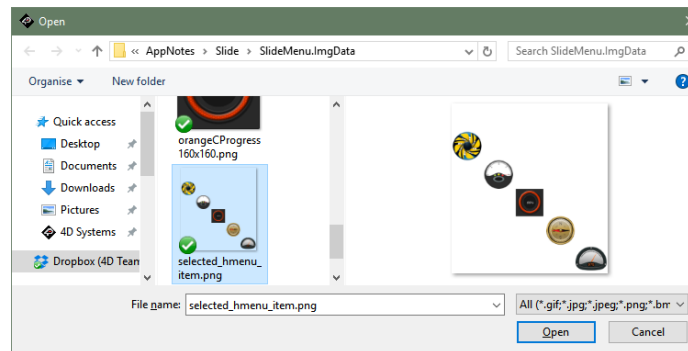 Open
« AppNotes > Slide > SlideMenu.ImgData
Search SlideMenu.ImgData
Organise
New folder
Quick access
Desktop
Documents
Downloads
Pictures
4D Systems
Dropbox (4D Team
orangeCProgress
160x160.png
selected_hmenu_
item.png
File name:
selected_hmenu_item.png
All (*.gif;*.jpg;*.jpeg;*.png;*.bm
Open
Cancel